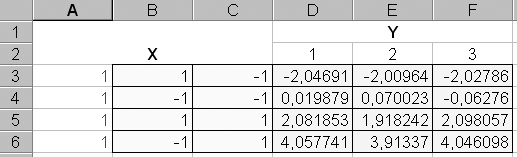 A B C D E F
1 Y
2 X 1 2 3
3 1 1 -1 -2,04691 -2,00964 -2,02786
4 1 -1 -1 0,019879 0,070023 -0,06276
5 1 1 1 2,081853 1,918242 2,098057
6 1 -1 1 4,057741 3,91337 4,046098